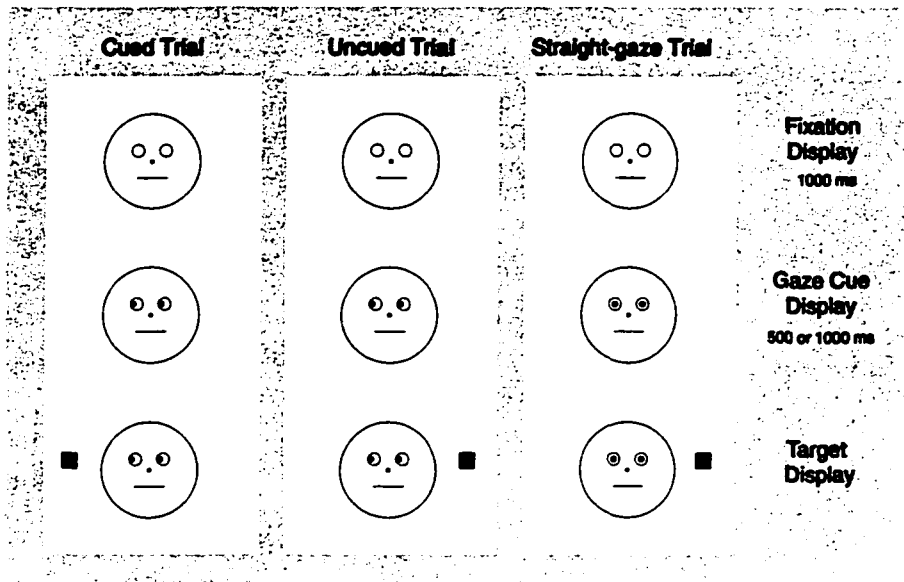 Cued Trial
Uncued Trial
Straight-gaze Trial
Fixation
Display
1000 ms
Gaze Cue
Display
500 or 1000 ms
Target
Display